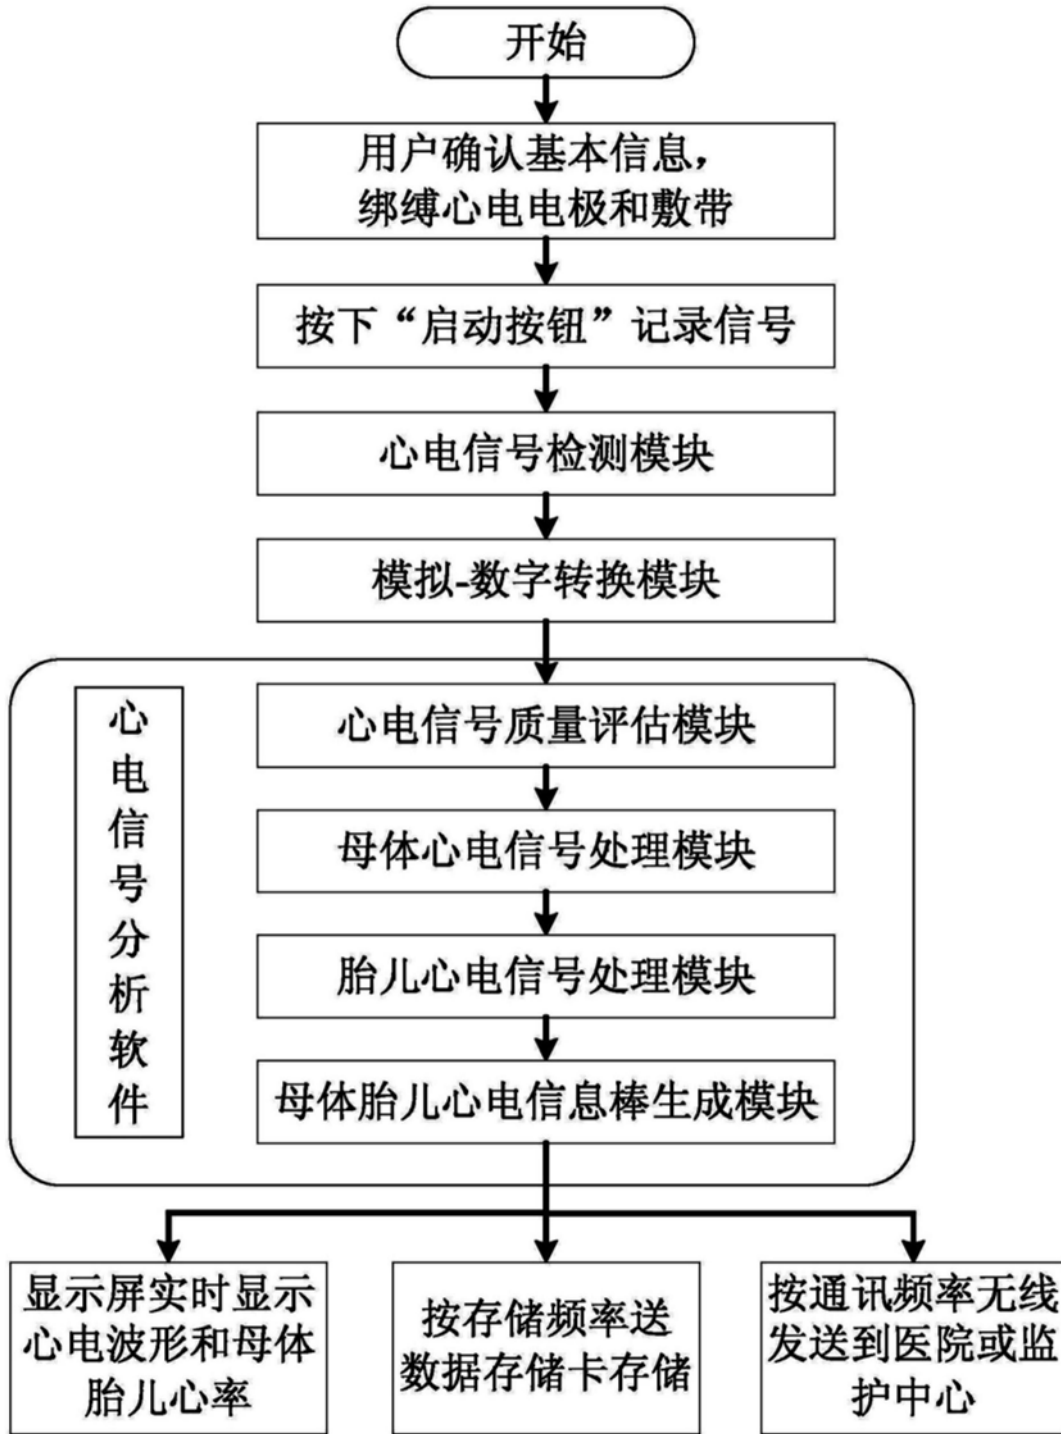 开始
用户确认基本信息，
绑缚心电电极和敷带
按下“启动按钮”记录信号
心电信号检测模块
模拟-数字转换模块
心电信号分析软件
心电信号质量评估模块
母体心电信号处理模块
胎儿心电信号处理模块
母体胎儿心电信息棒生成模块
显示屏实时显示
心电波形和母体
胎儿心率
按存储频率送
数据存储卡存储
按通讯频率无线
发送到医院或监
护中心